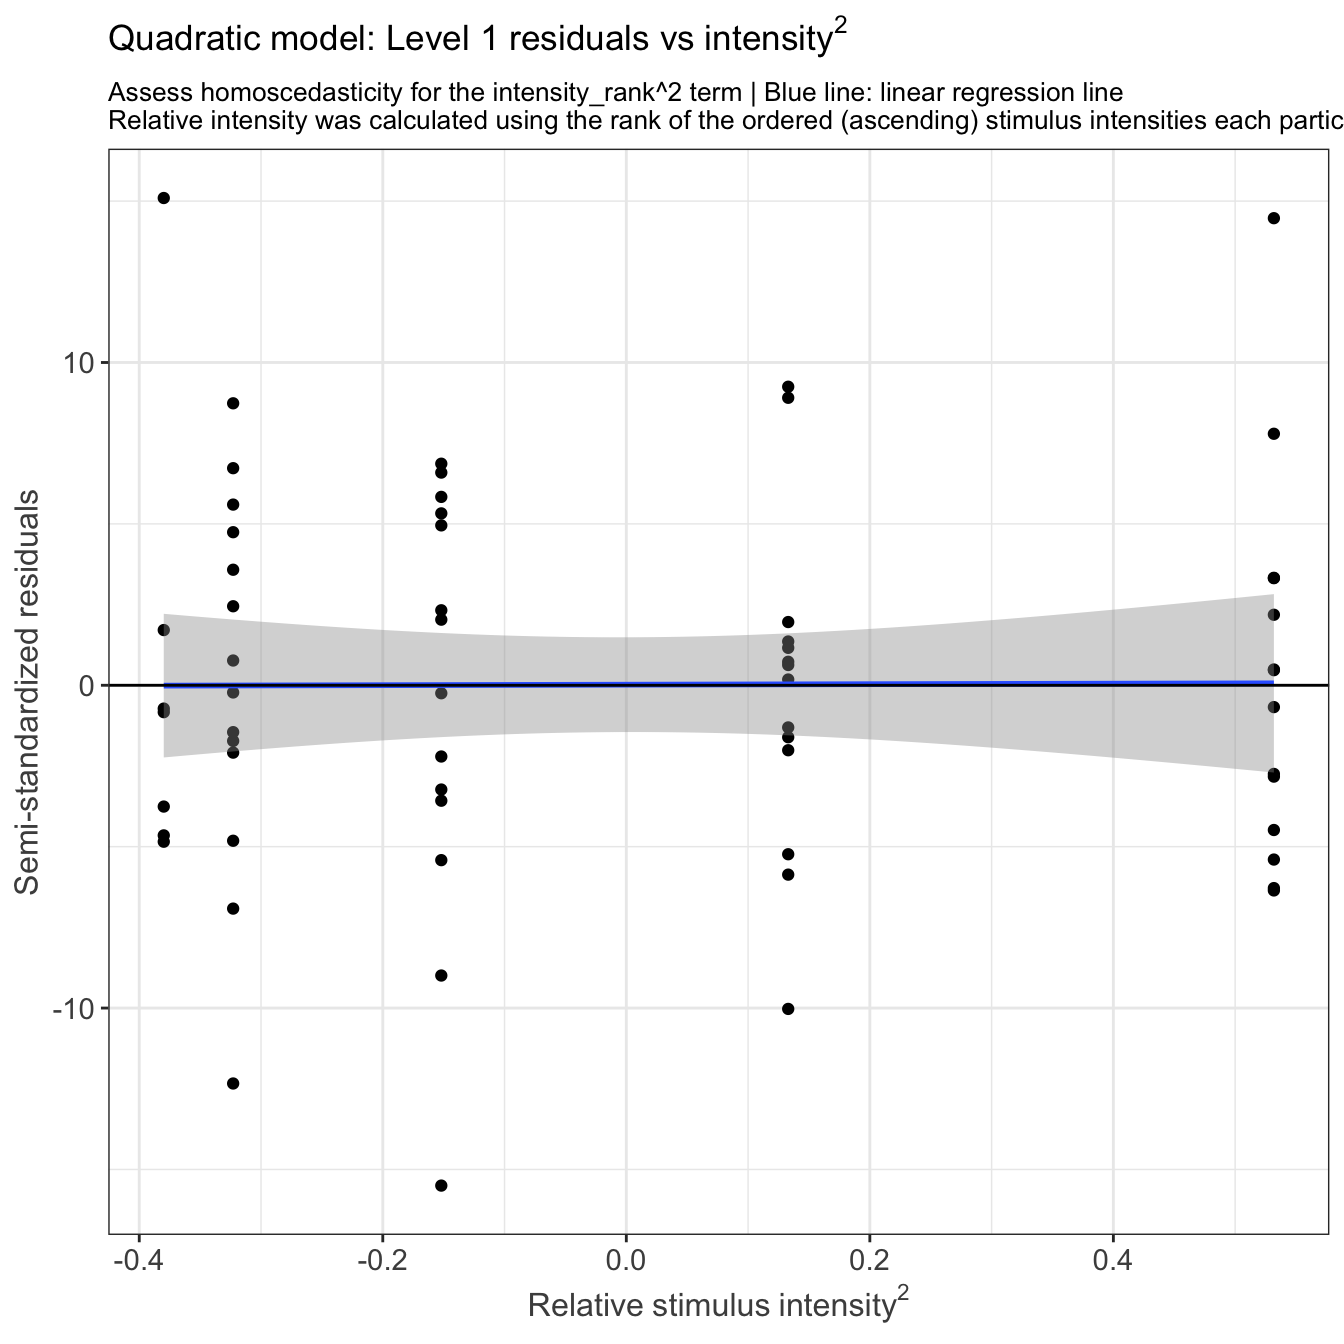 Quadratic model: Level 1 residuals vs intensity²
Assess homoscedasticity for the intensity_rank^2 term | Blue line: linear regression line
Relative intensity was calculated using the rank of the ordered (ascending) stimulus intensities each partic
Semi-standardized residuals
10
0
-10
-0.4 -0.2 0.0 0.2 0.4
Relative stimulus intensity²